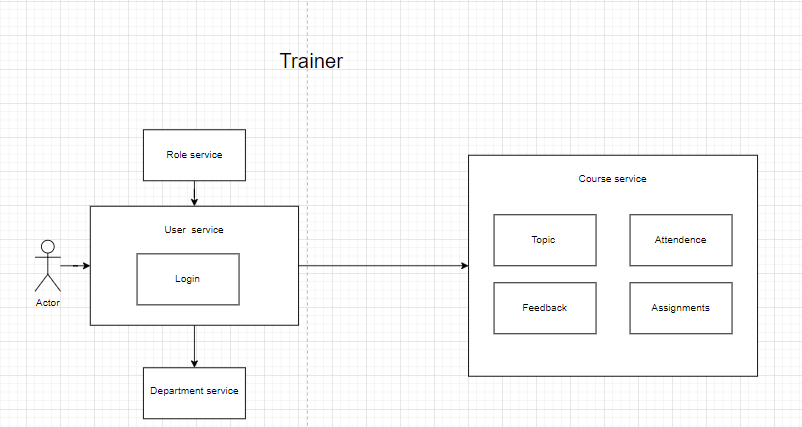 Trainer
Role service
User service
Login
Actor
Department service
Course service
Topic
Attendence
Feedback
Assignments